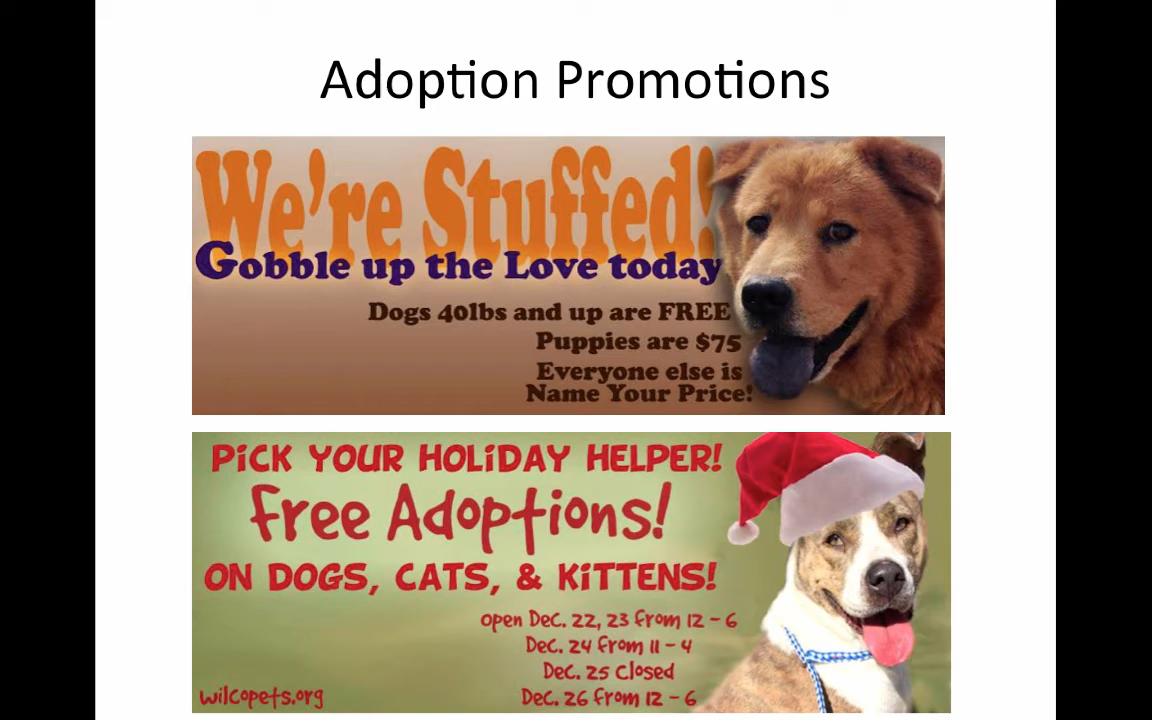 Adoption Promotions
We're Stuffed!
Gobble up the Love today
Dogs 40lbs and up are FREE
Puppies are $75
Everyone else is
Name Your Price!
PiCK YOUR HOLiDAY HELPER!
Free Adoptions!
ON DOGS, CATS, & KiTTENS!
open Dec. 22, 23 from 12 - 6
Dec. 24 from 11 - 4
Dec. 25 Closed
Dec. 26 from 12 - 6
wilcopets.org